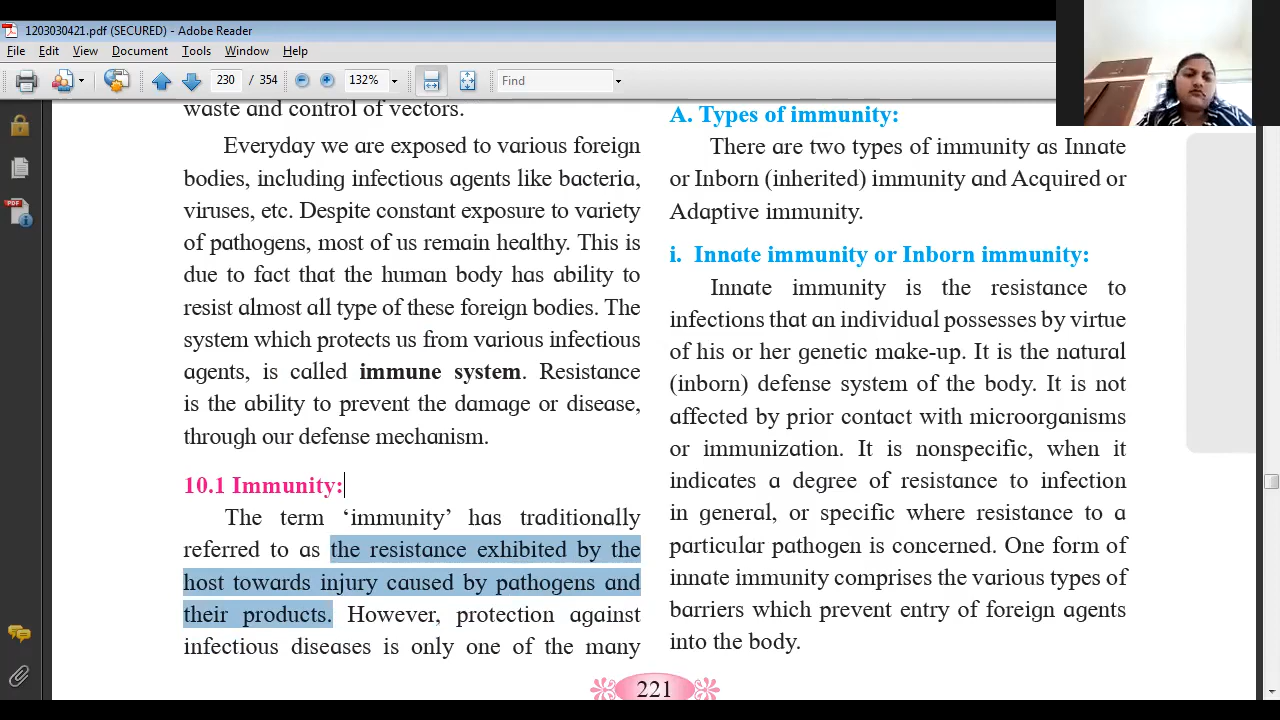 1203030421.pdf (SECURED) - Adobe Reader
File Edit View Document Tools Window Help
230 / 354 132% Find
waste and control of vectors.
Everyday we are exposed to various foreign
bodies, including infectious agents like bacteria,
viruses, etc. Despite constant exposure to variety
of pathogens, most of us remain healthy. This is
due to fact that the human body has ability to
resist almost all type of these foreign bodies. The
system which protects us from various infectious
agents, is called immune system. Resistance
is the ability to prevent the damage or disease,
through our defense mechanism.
10.1 Immunity:
The term ‘immunity’ has traditionally
referred to as the resistance exhibited by the
host towards injury caused by pathogens and
their products. However, protection against
infectious diseases is only one of the many
A. Types of immunity:
There are two types of immunity as Innate
or Inborn (inherited) immunity and Acquired or
Adaptive immunity.
i. Innate immunity or Inborn immunity:
Innate immunity is the resistance to
infections that an individual possesses by virtue
of his or her genetic make-up. It is the natural
(inborn) defense system of the body. It is not
affected by prior contact with microorganisms
or immunization. It is nonspecific, when it
indicates a degree of resistance to infection
in general, or specific where resistance to a
particular pathogen is concerned. One form of
innate immunity comprises the various types of
barriers which prevent entry of foreign agents
into the body.
221